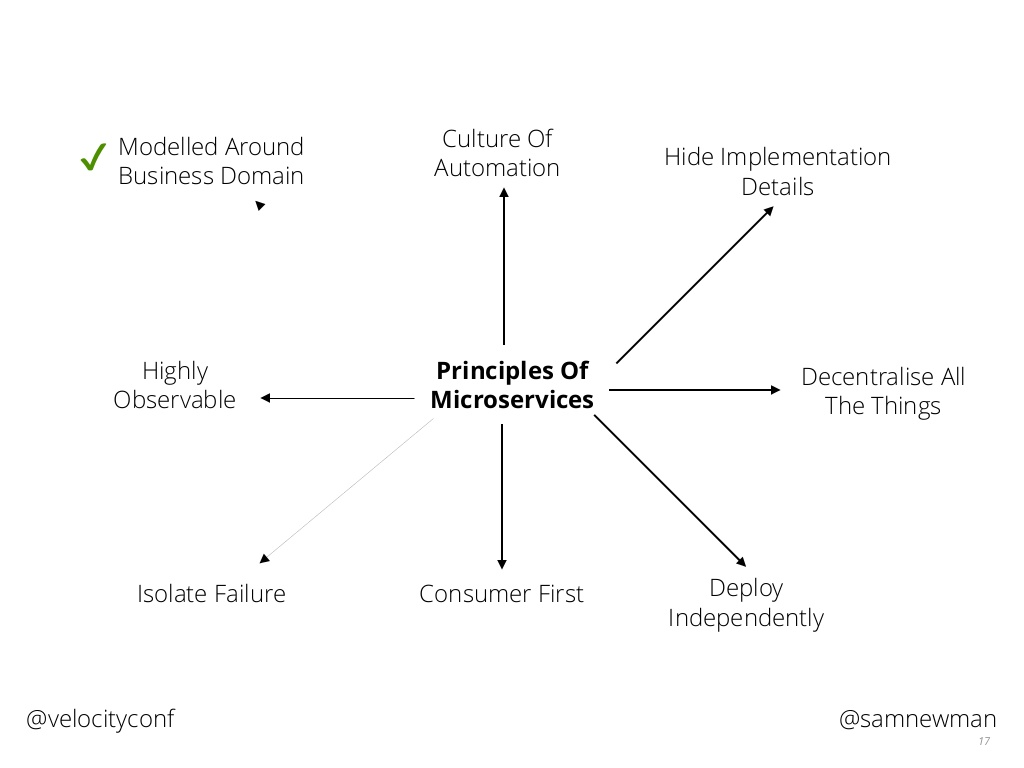 Modelled Around
Business Domain
Culture Of
Automation
Hide Implementation
Details
Highly
Observable
Principles Of
Microservices
Decentralise All
The Things
Isolate Failure
Consumer First
Deploy
Independently
@velocityconf
@samnewman
17